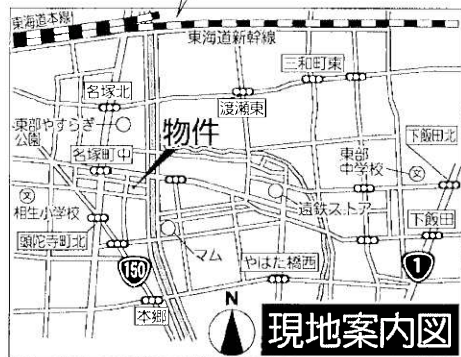 東海道本線
東海道新幹線
三和町東
名塚北
渡瀬東
東部やすらぎ
公園
物件
下飯田北
名塚町中
東部
中学校
文
文
遠鉄ストア
相生小学校
下飯田
頭陀寺町北
マム
やはた橋西
150
1
本郷
N
現地案内図